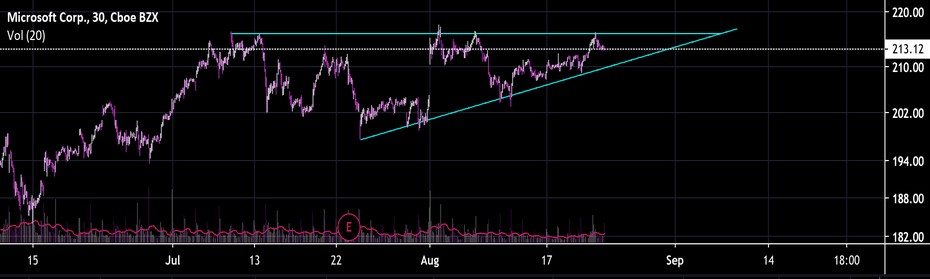 Microsoft Corp., 30, Cboe BZX
Vol (20)
220.00
213.12
210.00
202.00
194.00
188.00
182.00
E
15 Jul 13 22 Aug 17 Sep 14 18:00